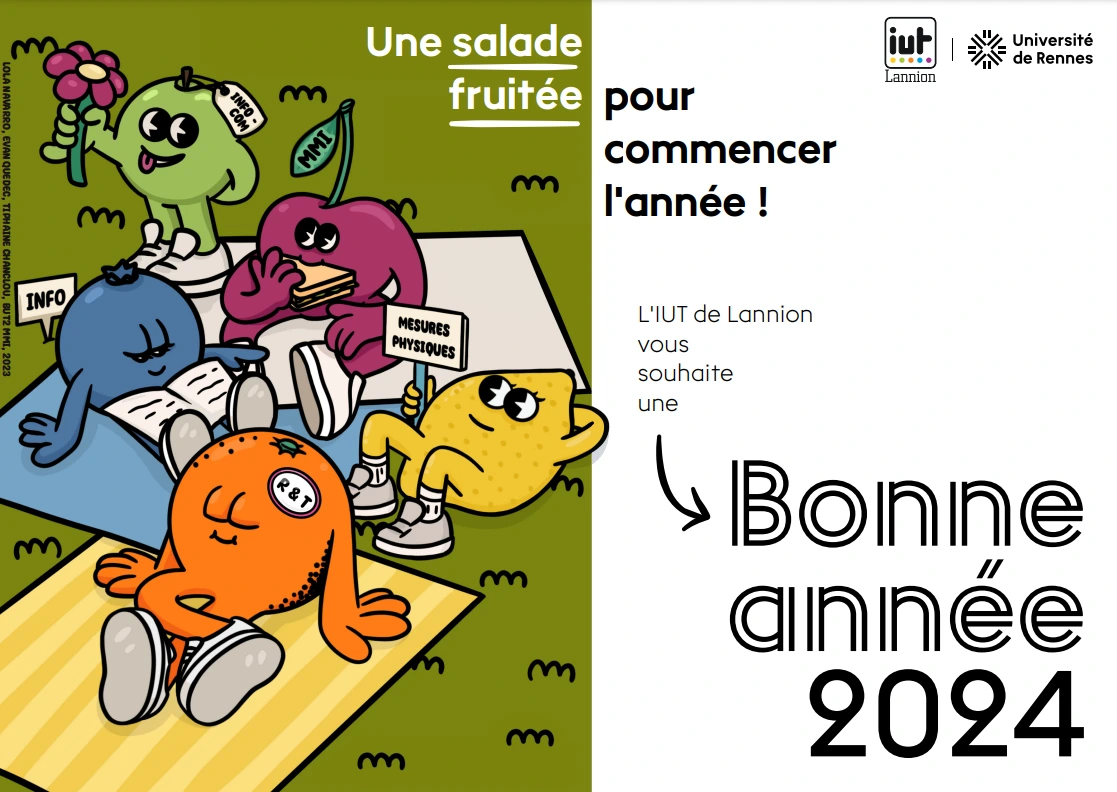 Une salade
fruitée pour
commencer
l'année !
iut
Lannion
Université
de Rennes
INFO-
COM
MMI
INFO
MESURES
PHYSIQUES
R & T
LOLA NAVARRO, EVAN QUEDEC, TIPHAINE CHANCLOU, BUT2 MMI, 2023
L'IUT de Lannion
vous
souhaite
une
Bonne
année
2024